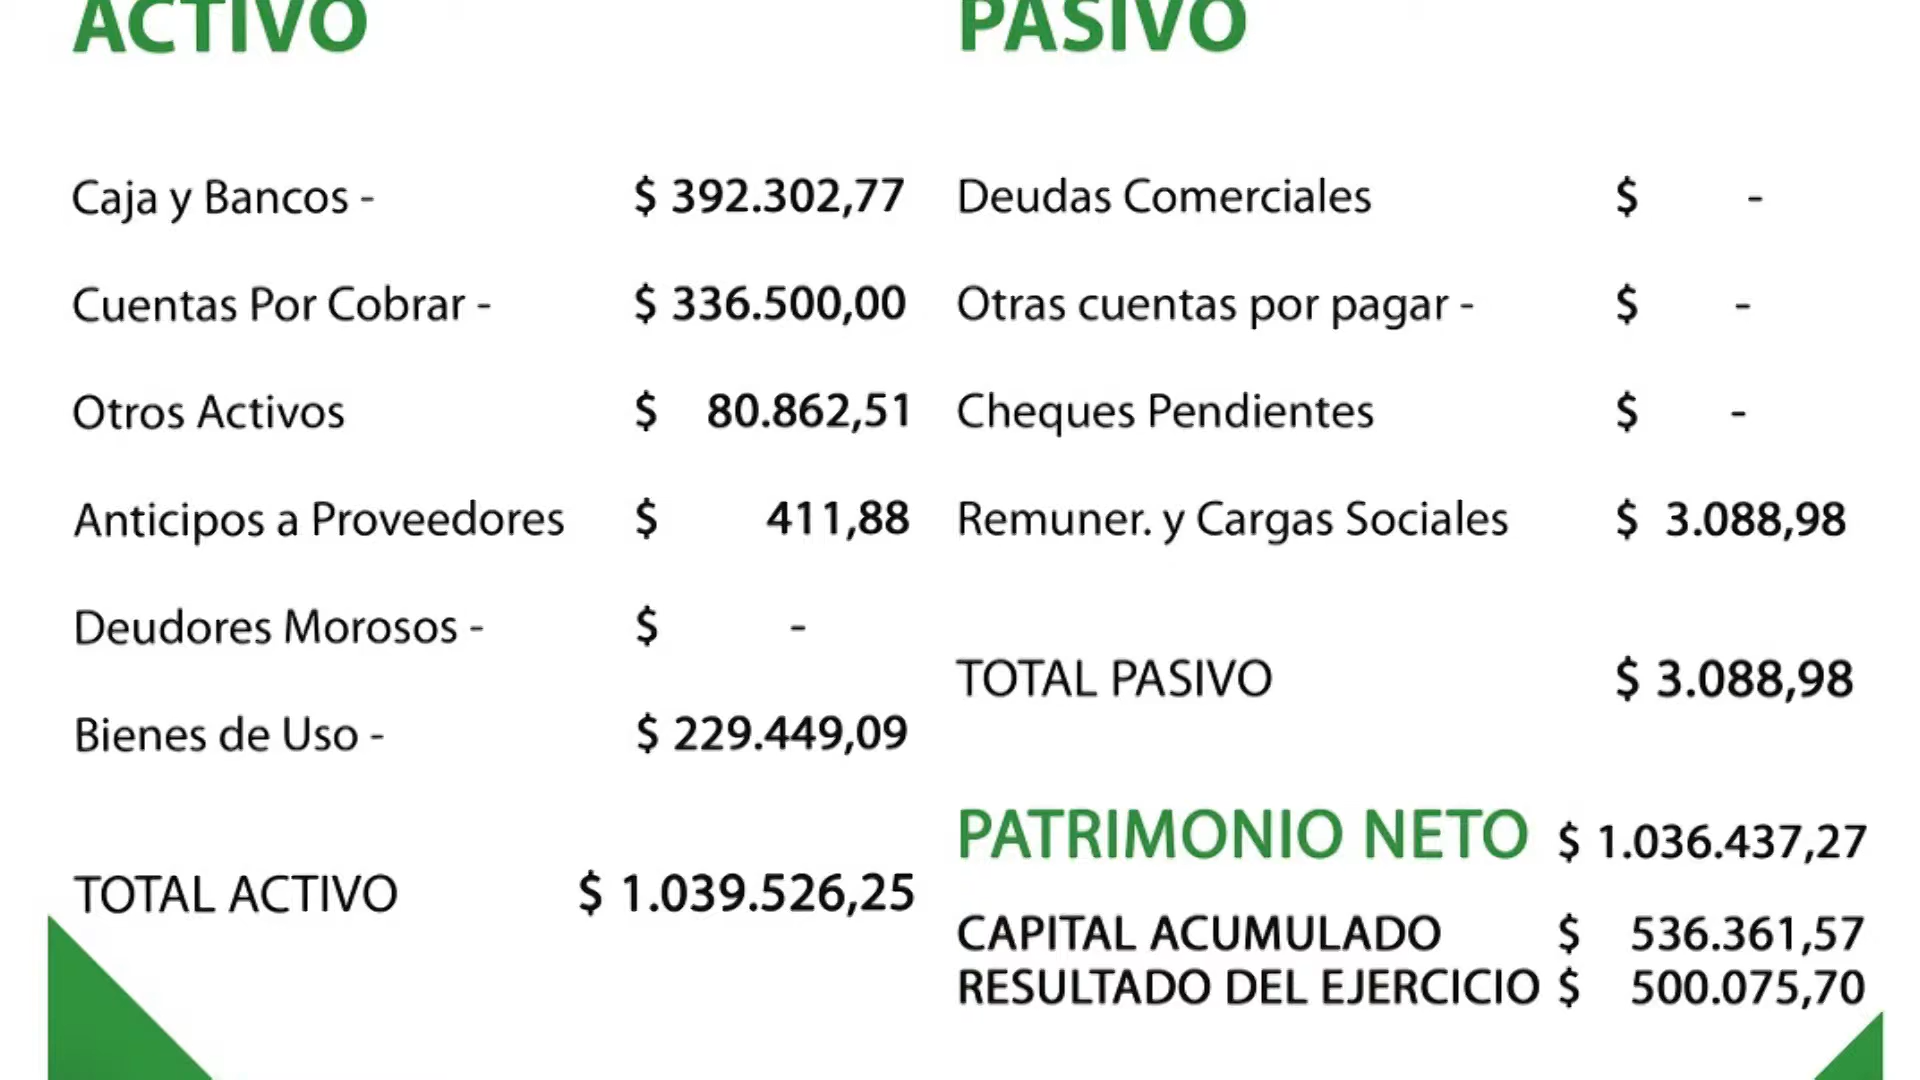 ACTIVO
Caja y Bancos - $ 392.302,77
Cuentas Por Cobrar - $ 336.500,00
Otros Activos $ 80.862,51
Anticipos a Proveedores $ 411,88
Deudores Morosos - $ -
Bienes de Uso - $ 229.449,09
TOTAL ACTIVO $ 1.039.526,25
PASIVO
Deudas Comerciales $ -
Otras cuentas por pagar - $ -
Cheques Pendientes $ -
Remuner. y Cargas Sociales $ 3.088,98
TOTAL PASIVO $ 3.088,98
PATRIMONIO NETO $ 1.036.437,27
CAPITAL ACUMULADO $ 536.361,57
RESULTADO DEL EJERCICIO $ 500.075,70